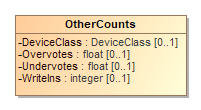 OtherCounts
-DeviceClass : DeviceClass [0..1]
-Overvotes : float [0..1]
-Undervotes : float [0..1]
-WriteIns : integer [0..1]